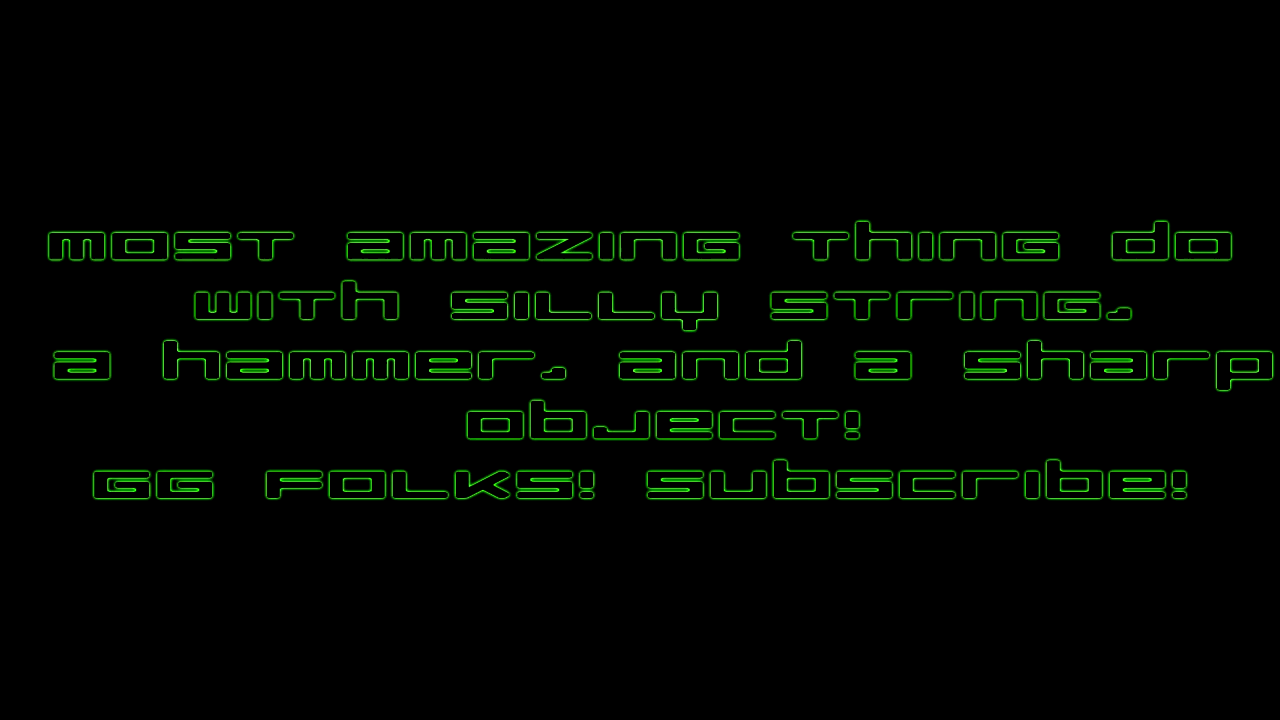 most amazing thing do
with silly string,
a hammer, and a sharp
object!
GG Folks! Subscribe!